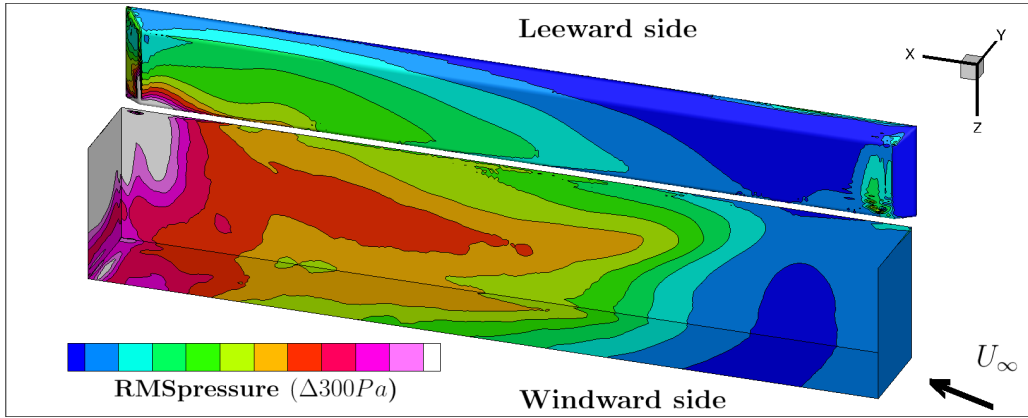 Leeward side
X
Y
Z
RMSpressure (Δ300Pa)
Windward side
U∞